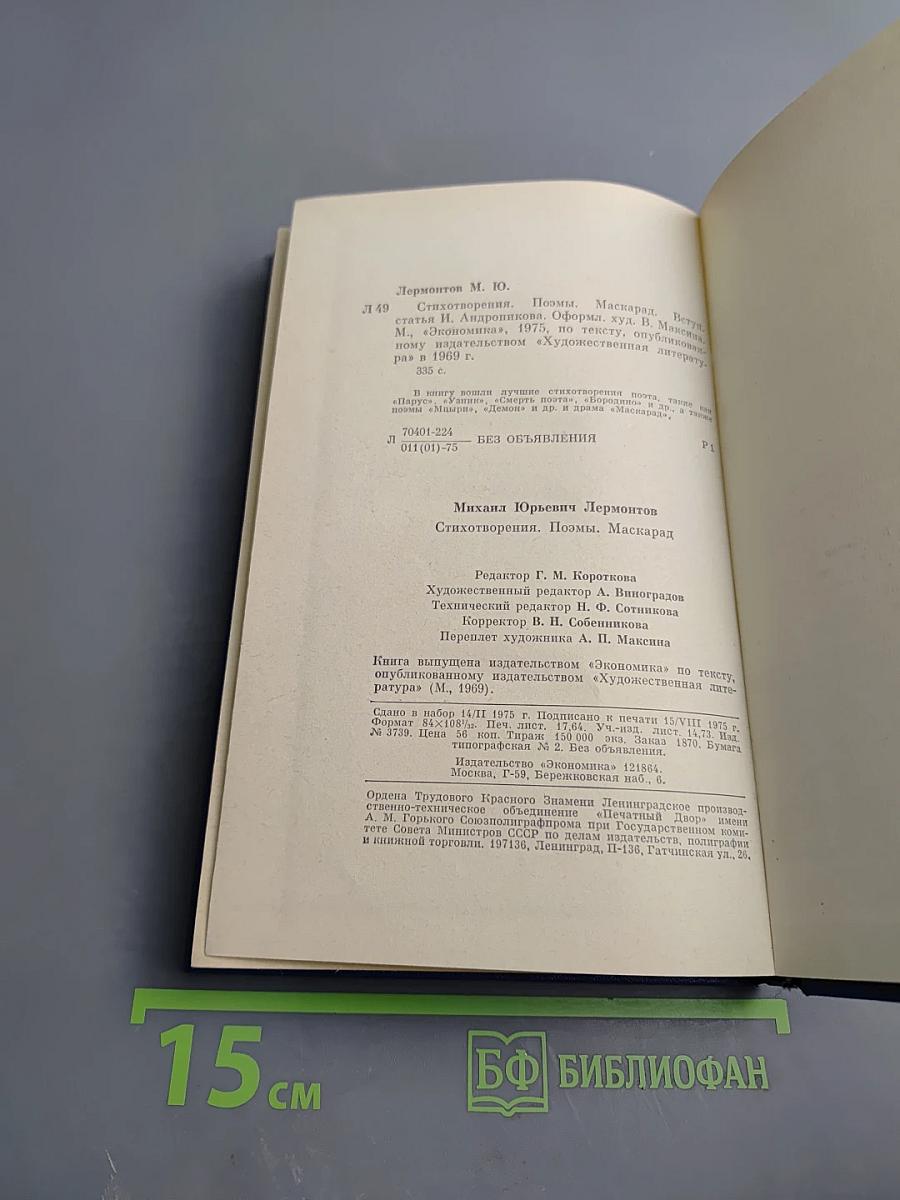 Лермонтов М. Ю.
Л 49 Стихотворения. Поэмы. Маскарад. Вступ.
статья И. Андроникова. Оформл. худ. В. Максина.
М., «Экономика», 1975, по тексту, опубликован-
ному издательством «Художественная литерату-
ра» в 1969 г.
335 с.
В книгу вошли лучшие стихотворения поэта, такие как
«Парус», «Узник», «Смерть поэта», «Бородино» и др., а также
поэмы «Мцыри», «Демон» и др. и драма «Маскарад».
Л 70401-224 / 011(01)-75 БЕЗ ОБЪЯВЛЕНИЯ Р 1
Михаил Юрьевич Лермонтов
Стихотворения. Поэмы. Маскарад
Редактор Г. М. Короткова
Художественный редактор А. Виноградов
Технический редактор Н. Ф. Сотникова
Корректор В. Н. Собенникова
Переплет художника А. П. Максина
Книга выпущена издательством «Экономика» по тексту,
опубликованному издательством «Художественная лите-
ратура» (М., 1969).
Сдано в набор 14/II 1975 г. Подписано к печати 15/VIII 1975 г.
Формат 84×108¹/₃₂. Печ. лист. 17,64. Уч.-изд. лист. 14,73. Изд.
№ 3739. Цена 56 коп. Тираж 150 000 экз. Заказ 1870. Бумага
типографская № 2. Без объявления.
Издательство «Экономика» 121864.
Москва, Г-59, Бережковская наб., 6.
Ордена Трудового Красного Знамени Ленинградское производ-
ственно-техническое объединение «Печатный Двор» имени
А. М. Горького Союзполиграфпрома при Государственном коми-
тете Совета Министров СССР по делам издательств, полиграфии
и книжной торговли. 197136, Ленинград, П-136, Гатчинская ул., 26.
15 см
БФ БИБЛИОФАН